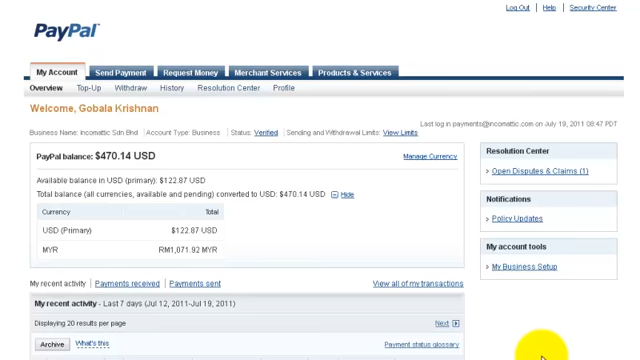 Log Out | Help | Security Center
PayPal
My Account Send Payment Request Money Merchant Services Products & Services
Overview Top-Up Withdraw History Resolution Center Profile
Welcome, Gobala Krishnan
Last log in payments@incomattic.com on July 19, 2011 08:47 PDT
Business Name: Incomattic Sdn Bhd | Account Type: Business | Status: Verified | Sending and Withdrawal Limits: View Limits
PayPal balance: $470.14 USD Manage Currency
Available balance in USD (primary): $122.87 USD
Total balance (all currencies, available and pending) converted to USD: $470.14 USD Hide
Currency Total
USD (Primary) $122.87 USD
MYR RM1,071.92 MYR
Resolution Center
Open Disputes & Claims (1)
Notifications
Policy Updates
My account tools
My Business Setup
My recent activity | Payments received | Payments sent View all of my transactions
My recent activity - Last 7 days (Jul 12, 2011-Jul 19, 2011)
Displaying 20 results per page Next
Archive What's this Payment status glossary